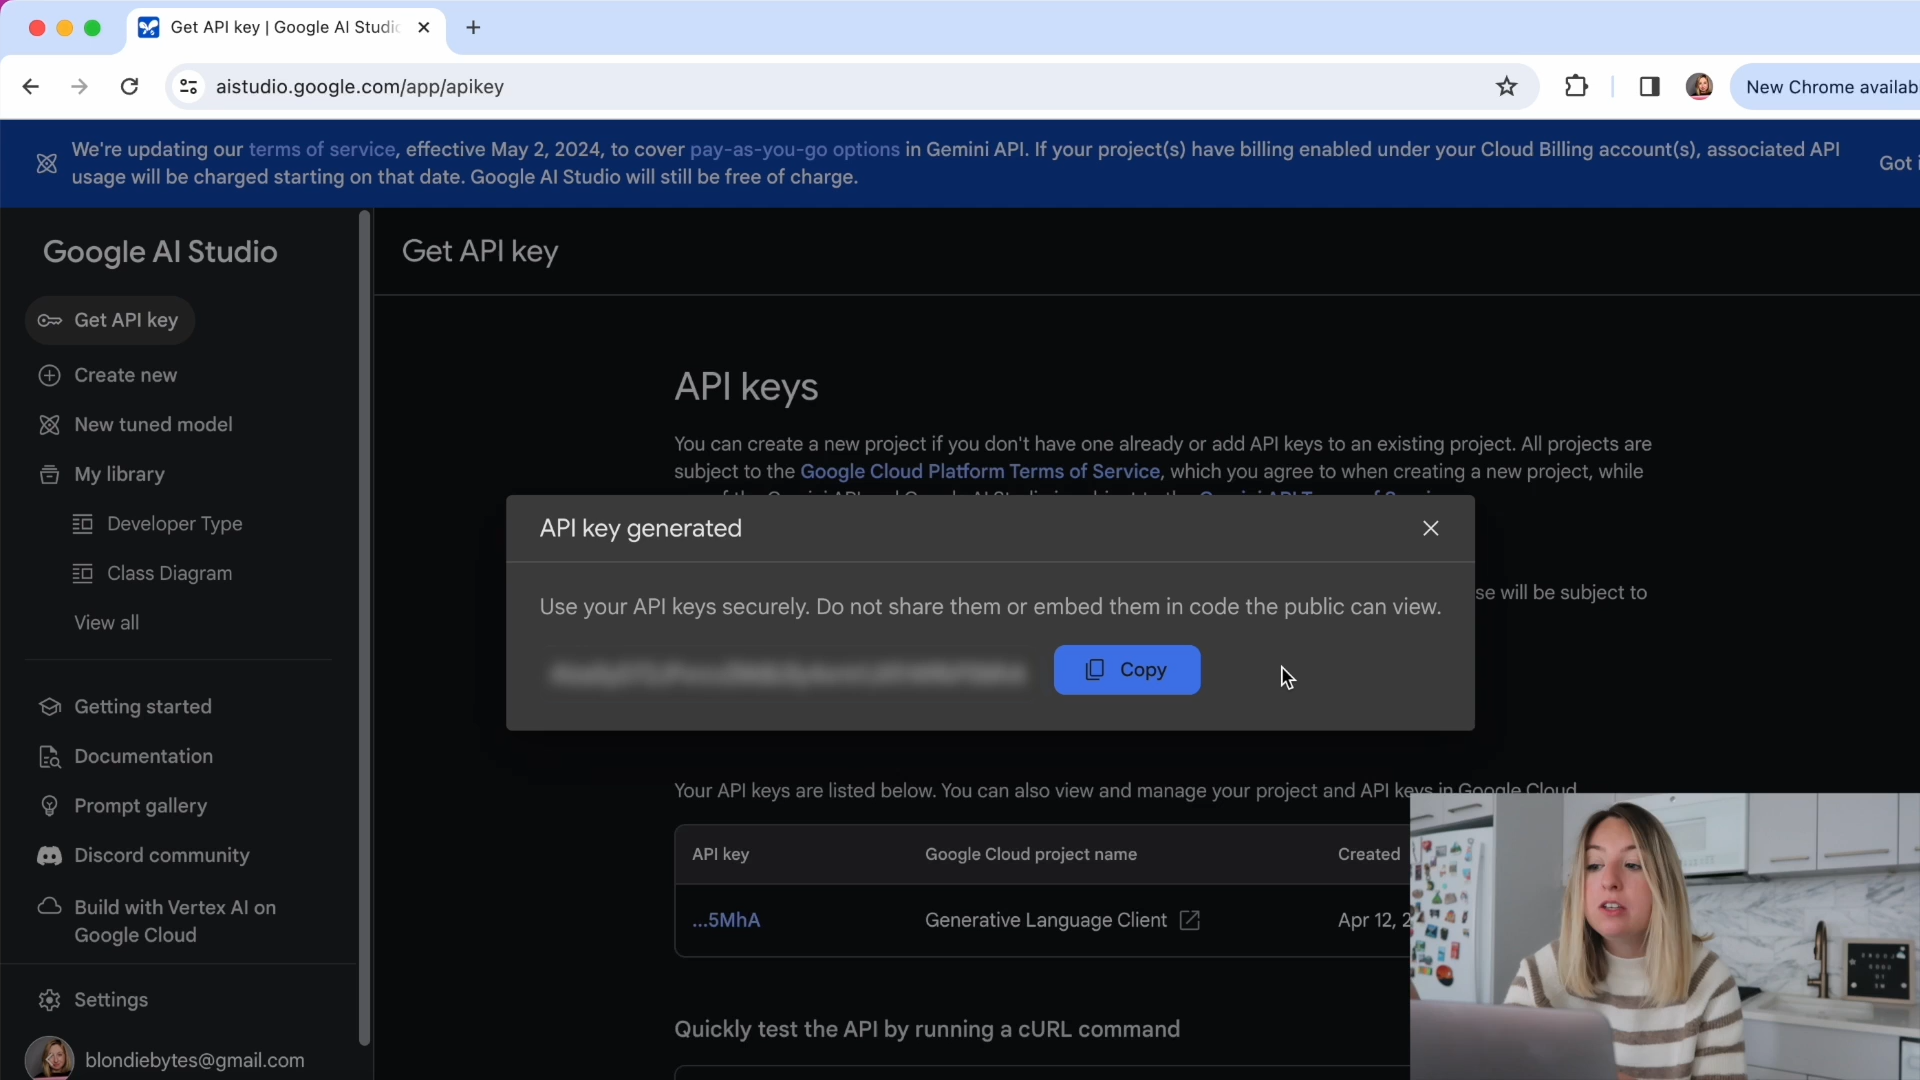 Get API key | Google AI Studio
aistudio.google.com/app/apikey
New Chrome availab
We're updating our terms of service, effective May 2, 2024, to cover pay-as-you-go options in Gemini API. If your project(s) have billing enabled under your Cloud Billing account(s), associated API
usage will be charged starting on that date. Google AI Studio will still be free of charge.
Got i
Google AI Studio
Get API key
Create new
New tuned model
My library
Developer Type
Class Diagram
View all
Getting started
Documentation
Prompt gallery
Discord community
Build with Vertex AI on
Google Cloud
Settings
blondiebytes@gmail.com
Get API key
API keys
You can create a new project if you don't have one already or add API keys to an existing project. All projects are
subject to the Google Cloud Platform Terms of Service, which you agree to when creating a new project, while
API key generated
Use your API keys securely. Do not share them or embed them in code the public can view.
Copy
se will be subject to
Your API keys are listed below. You can also view and manage your project and API keys in Google Cloud
API key
Google Cloud project name
Created
...5MhA
Generative Language Client
Apr 12, 2
Quickly test the API by running a cURL command